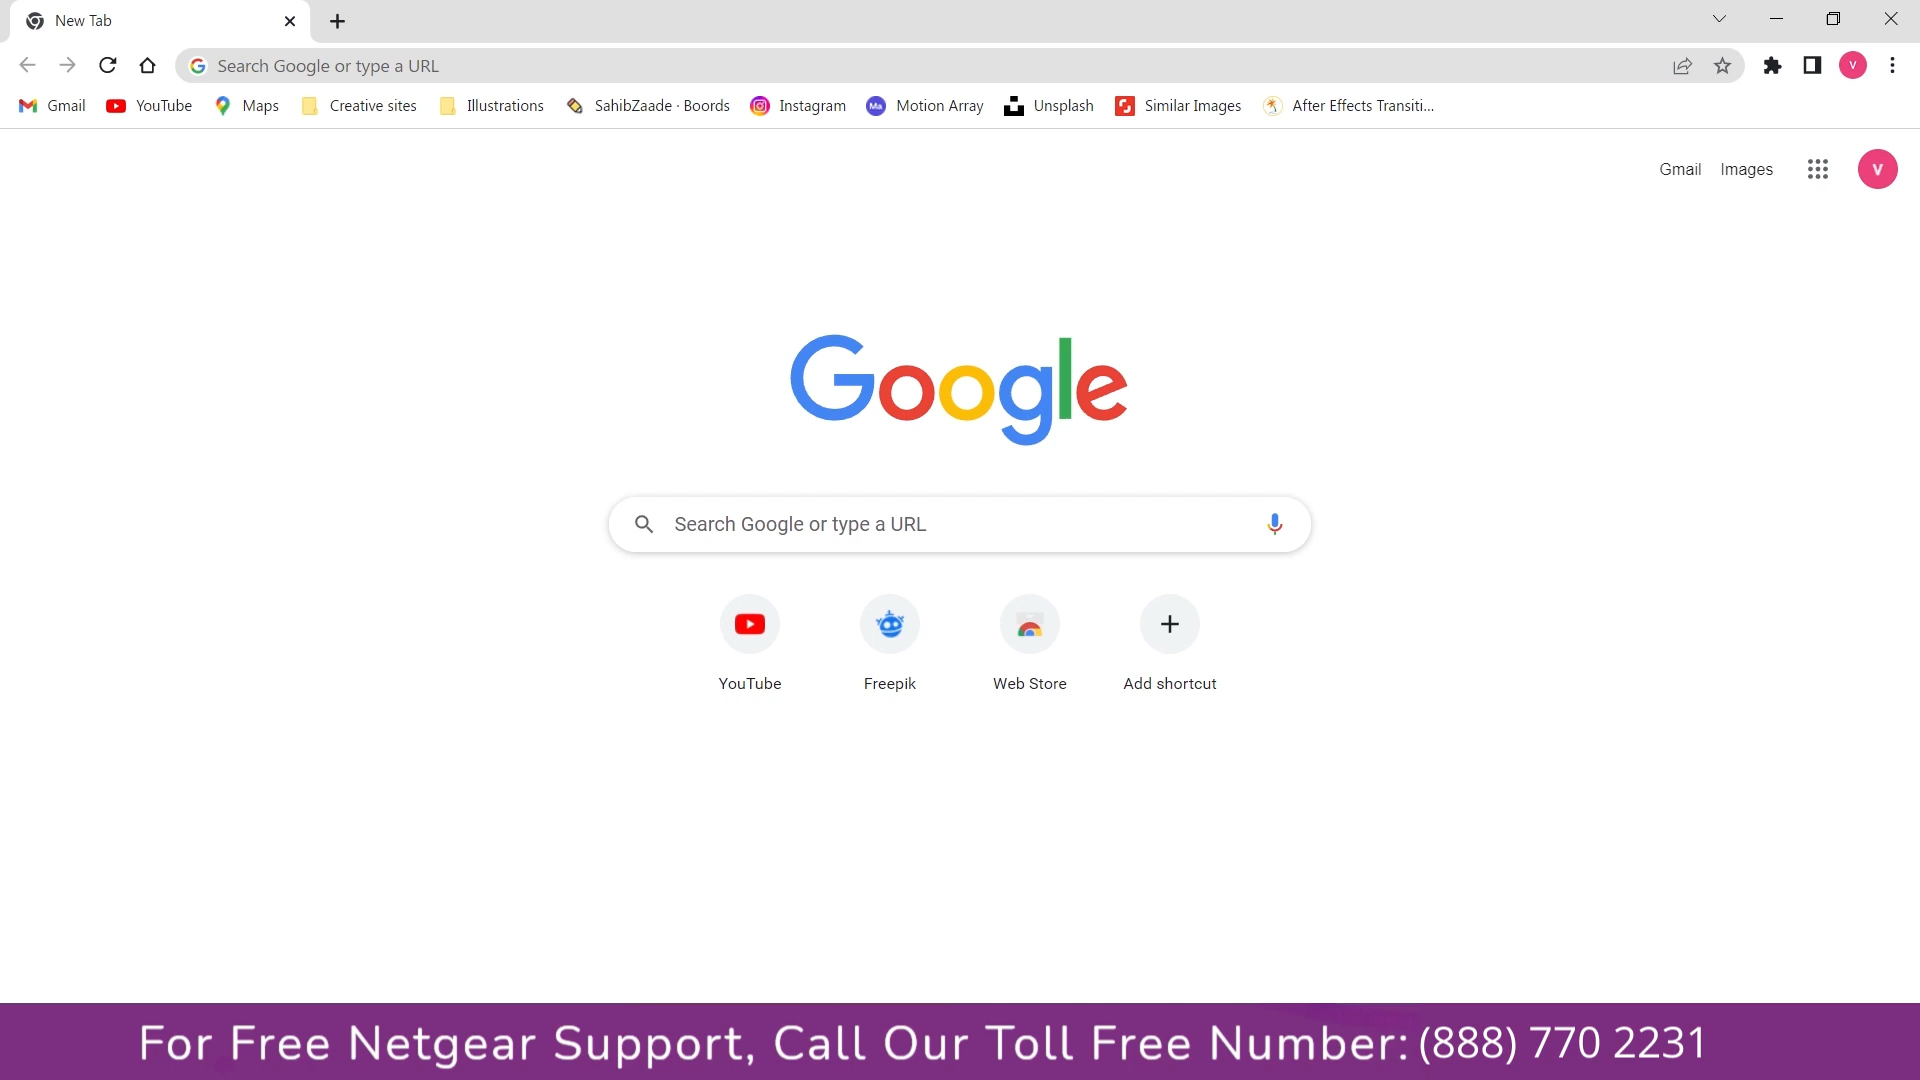 New Tab
Search Google or type a URL
Gmail YouTube Maps Creative sites Illustrations SahibZaade · Boords Instagram Ma Motion Array Unsplash Similar Images After Effects Transiti...
V
Gmail Images V
Google
Search Google or type a URL
YouTube Freepik Web Store Add shortcut
For Free Netgear Support, Call Our Toll Free Number: (888) 770 2231